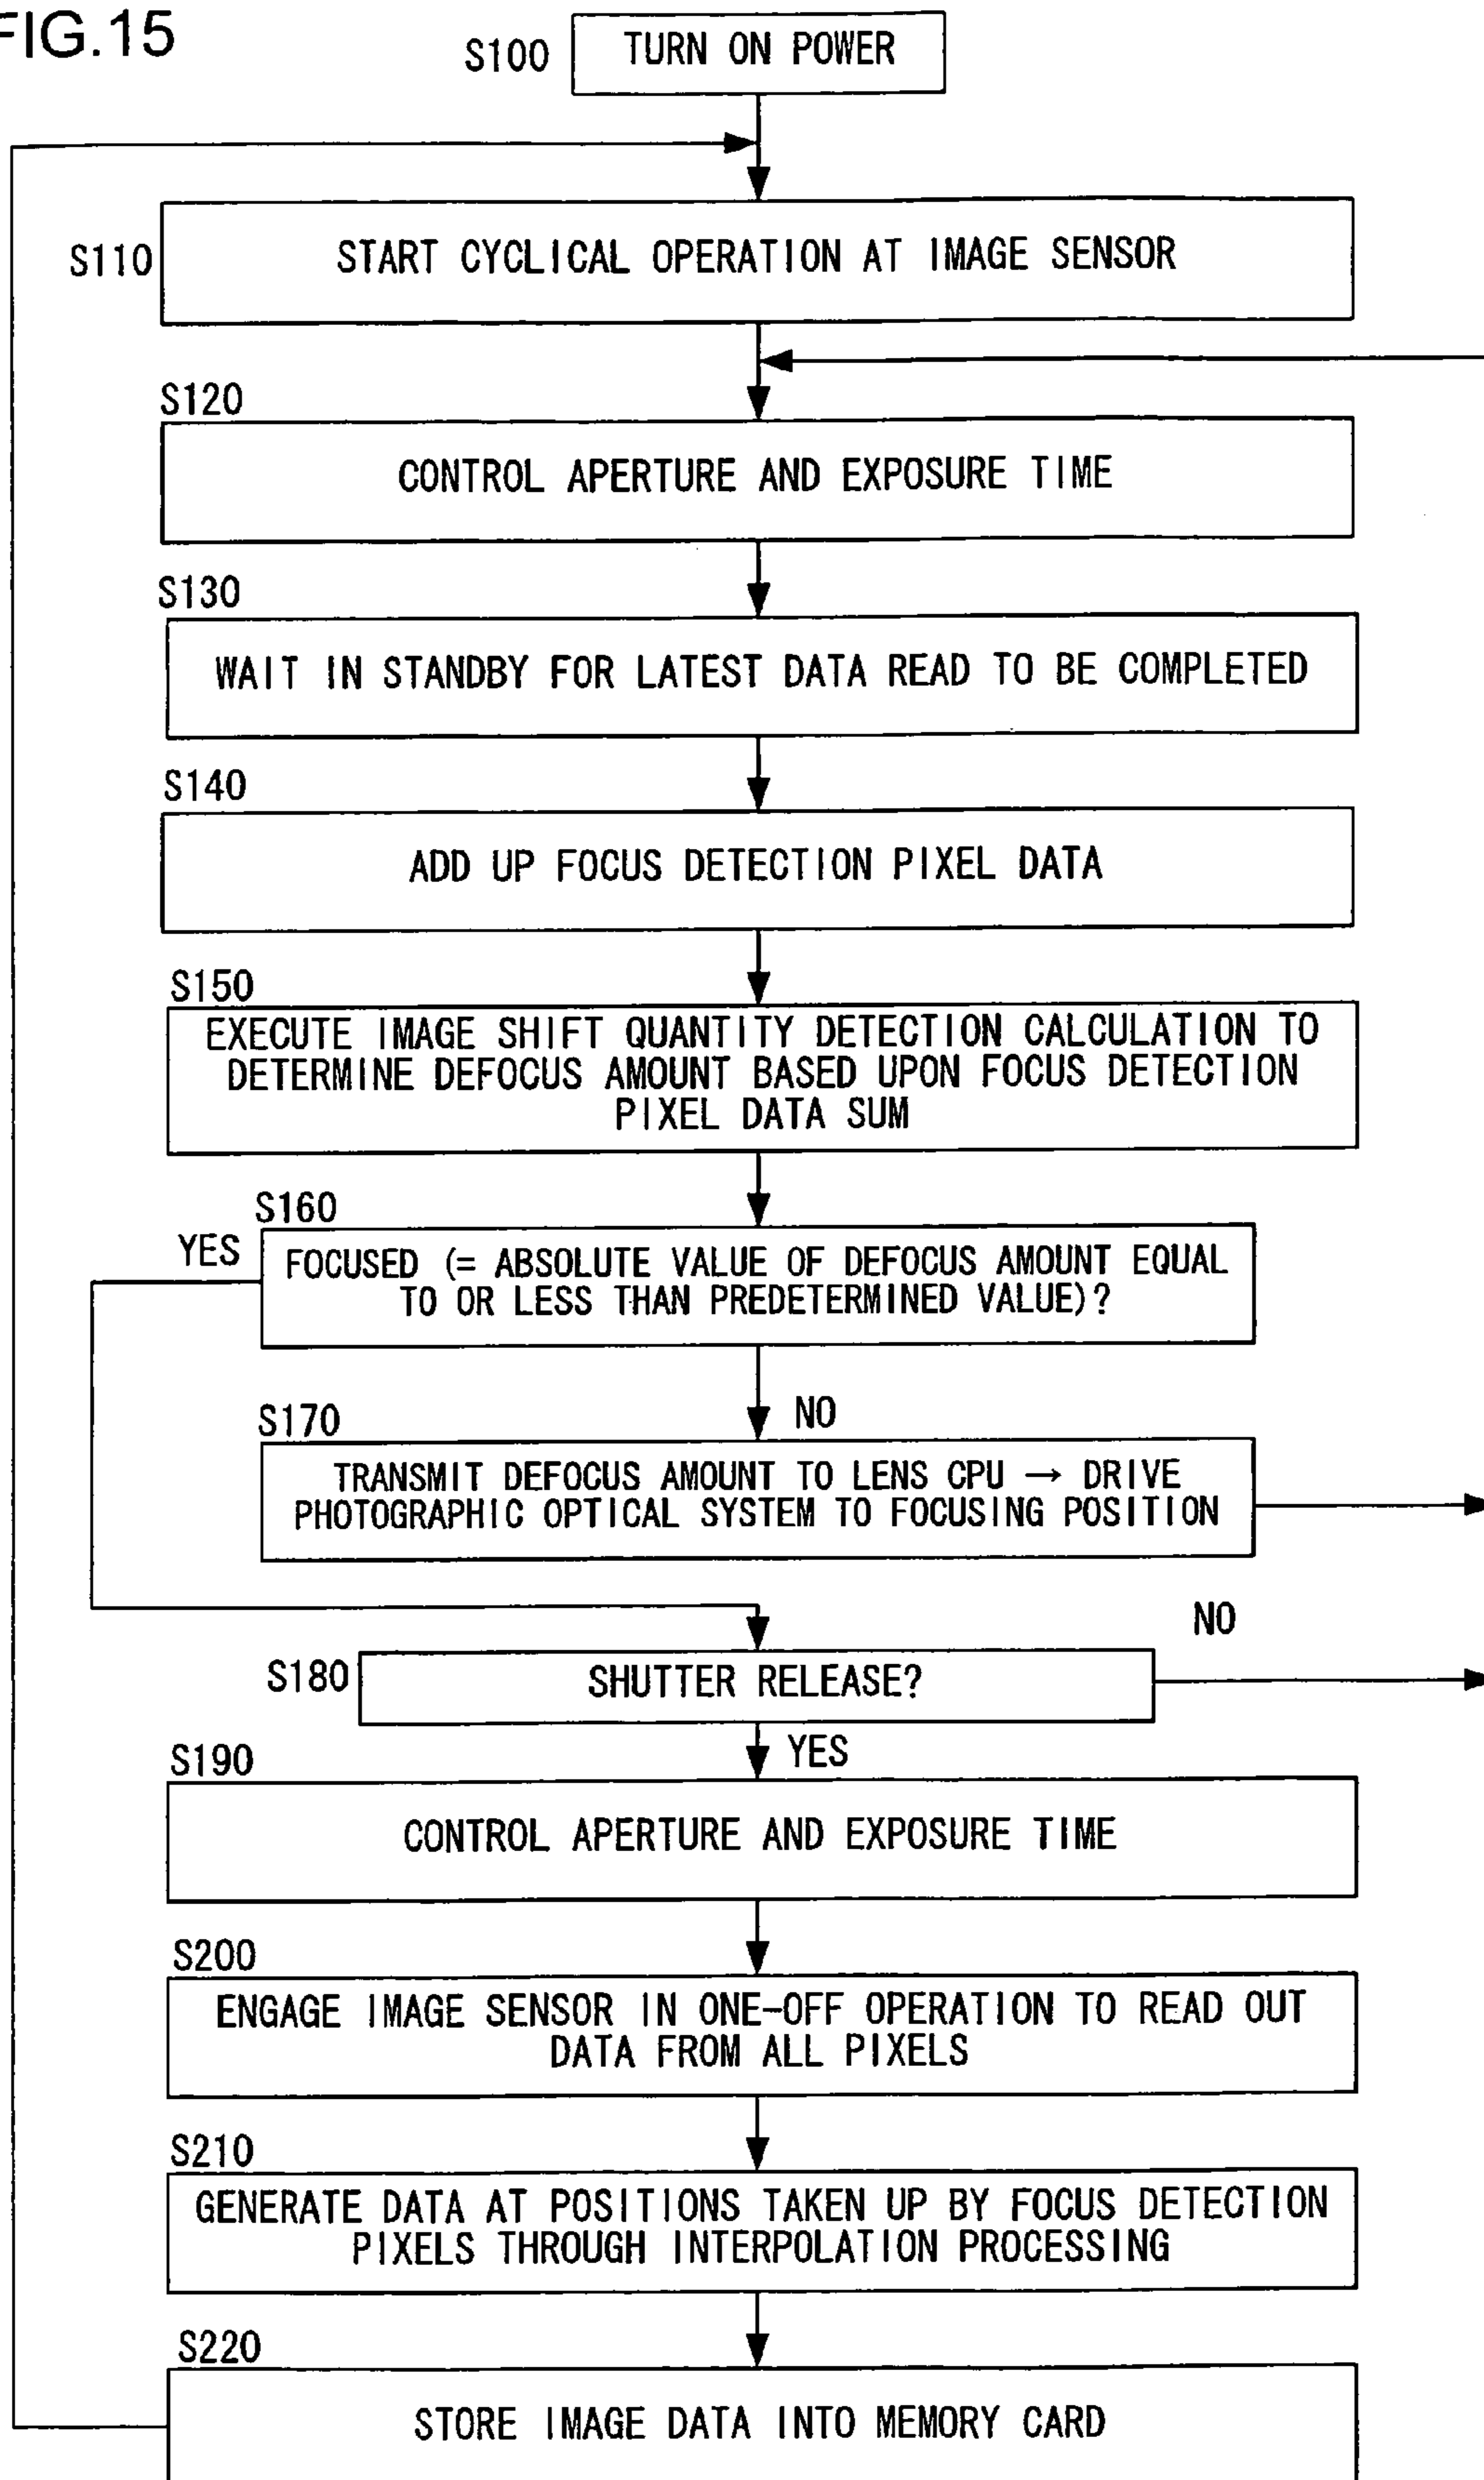 FIG.15
S100
TURN ON POWER
S110
START CYCLICAL OPERATION AT IMAGE SENSOR
S120
CONTROL APERTURE AND EXPOSURE TIME
S130
WAIT IN STANDBY FOR LATEST DATA READ TO BE COMPLETED
S140
ADD UP FOCUS DETECTION PIXEL DATA
S150
EXECUTE IMAGE SHIFT QUANTITY DETECTION CALCULATION TO
DETERMINE DEFOCUS AMOUNT BASED UPON FOCUS DETECTION
PIXEL DATA SUM
S160
YES
FOCUSED (= ABSOLUTE VALUE OF DEFOCUS AMOUNT EQUAL
TO OR LESS THAN PREDETERMINED VALUE)?
NO
S170
TRANSMIT DEFOCUS AMOUNT TO LENS CPU → DRIVE
PHOTOGRAPHIC OPTICAL SYSTEM TO FOCUSING POSITION
NO
S180
SHUTTER RELEASE?
YES
S190
CONTROL APERTURE AND EXPOSURE TIME
S200
ENGAGE IMAGE SENSOR IN ONE-OFF OPERATION TO READ OUT
DATA FROM ALL PIXELS
S210
GENERATE DATA AT POSITIONS TAKEN UP BY FOCUS DETECTION
PIXELS THROUGH INTERPOLATION PROCESSING
S220
STORE IMAGE DATA INTO MEMORY CARD